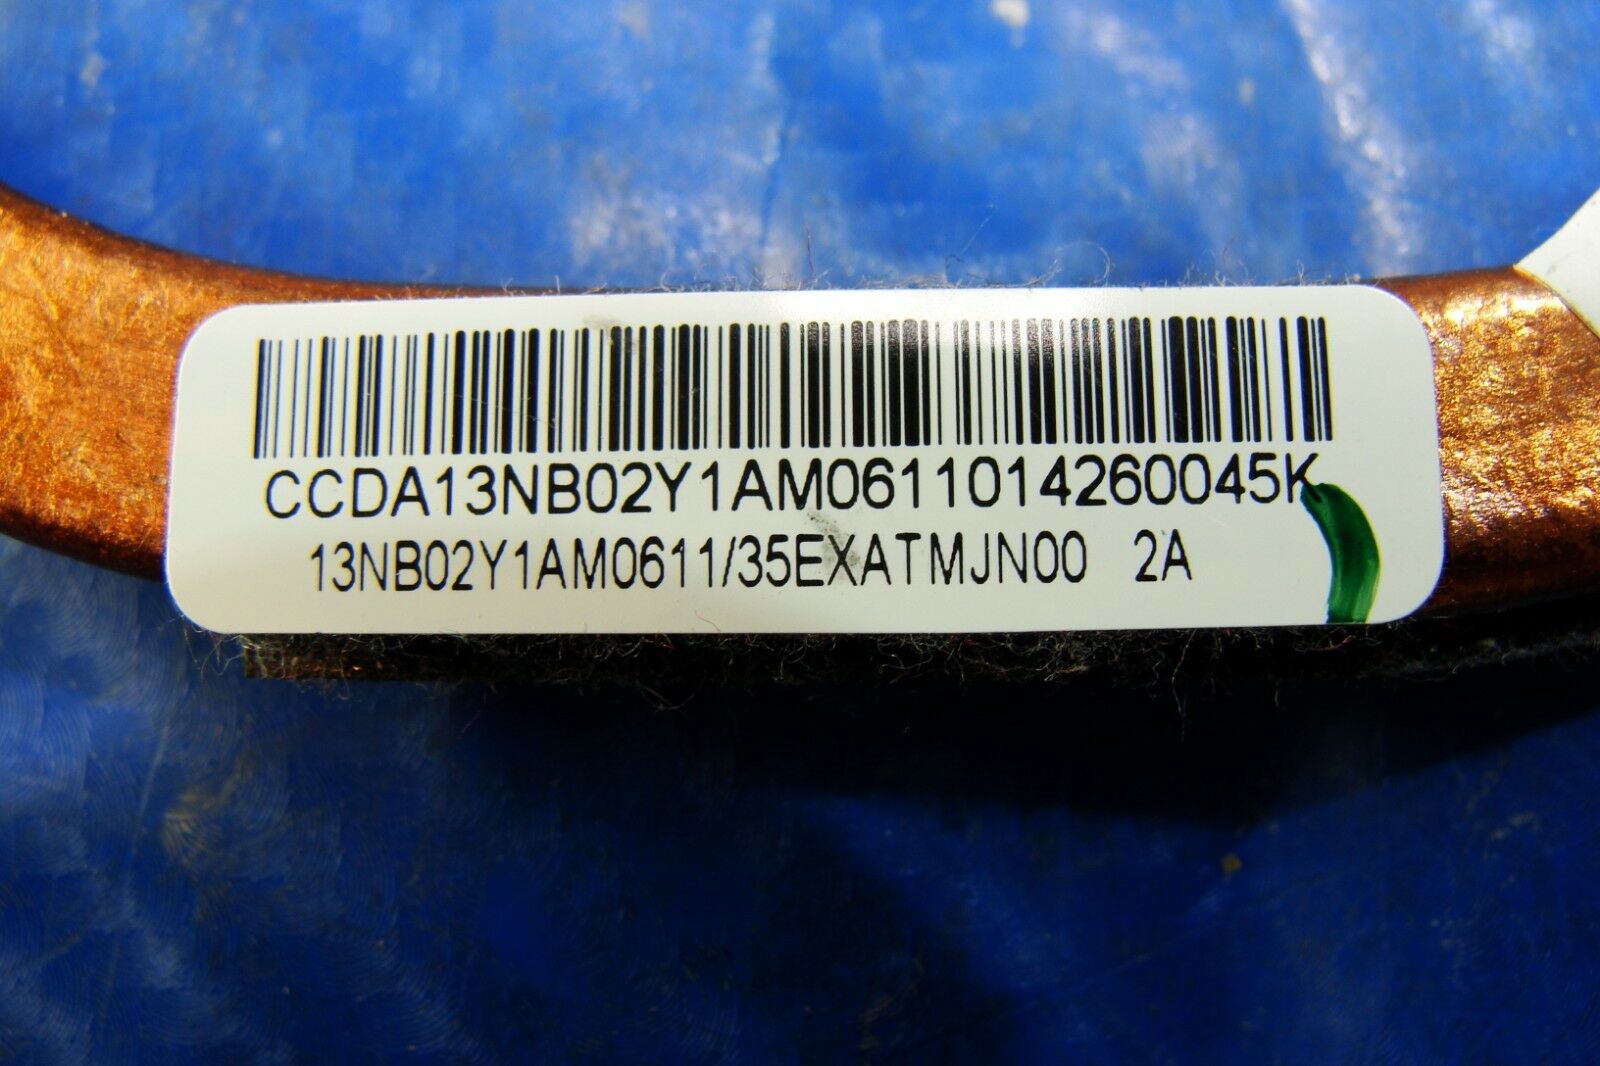 CCDA13NB02Y1AM0611014260045K
13NB02Y1AM0611/35EXATMJN00 2A